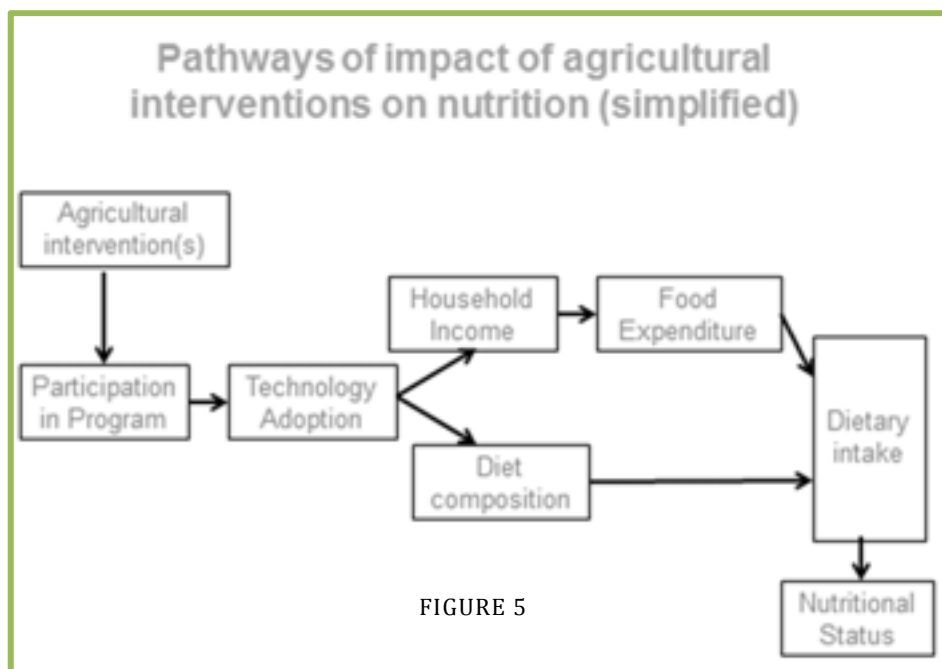 Pathways of impact of agricultural
interventions on nutrition (simplified)
Agricultural
intervention(s)
Participation
in Program
Technology
Adoption
Household
Income
Food
Expenditure
Diet
composition
Dietary
intake
Nutritional
Status
FIGURE 5